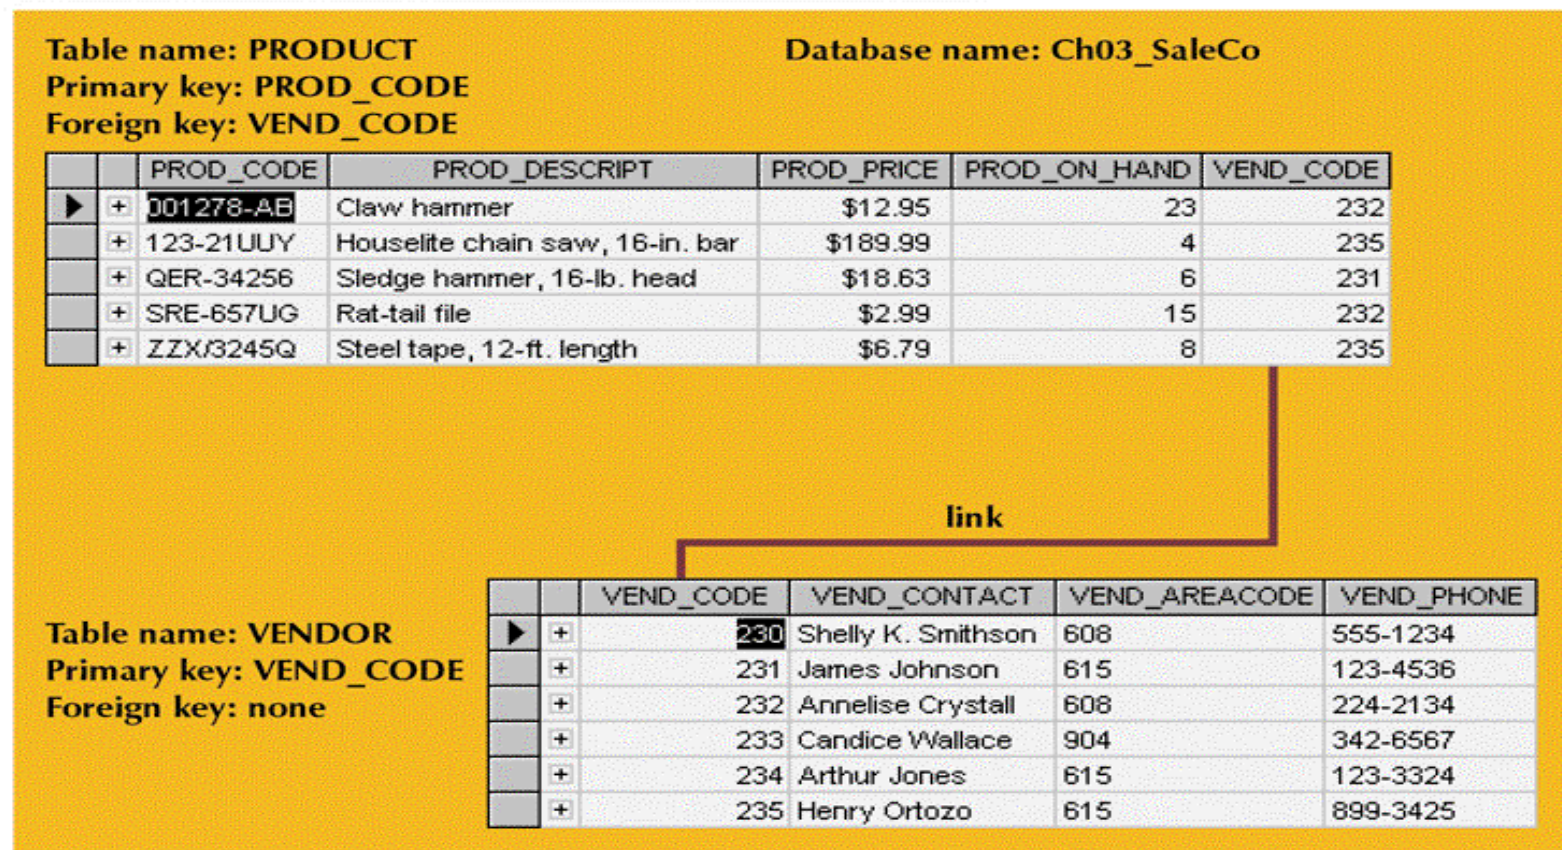 Table name: PRODUCT
Database name: Ch03_SaleCo
Primary key: PROD_CODE
Foreign key: VEND_CODE
PROD_CODE PROD_DESCRIPT PROD_PRICE PROD_ON_HAND VEND_CODE
001278-AB Claw hammer $12.95 23 232
123-21UUY Houselite chain saw, 16-in. bar $189.99 4 235
QER-34256 Sledge hammer, 16-lb. head $18.63 6 231
SRE-657UG Rat-tail file $2.99 15 232
ZZX/3245Q Steel tape, 12-ft. length $6.79 8 235
link
Table name: VENDOR
Primary key: VEND_CODE
Foreign key: none
VEND_CODE VEND_CONTACT VEND_AREACODE VEND_PHONE
230 Shelly K. Smithson 608 555-1234
231 James Johnson 615 123-4536
232 Annelise Crystall 608 224-2134
233 Candice Wallace 904 342-6567
234 Arthur Jones 615 123-3324
235 Henry Ortozo 615 899-3425